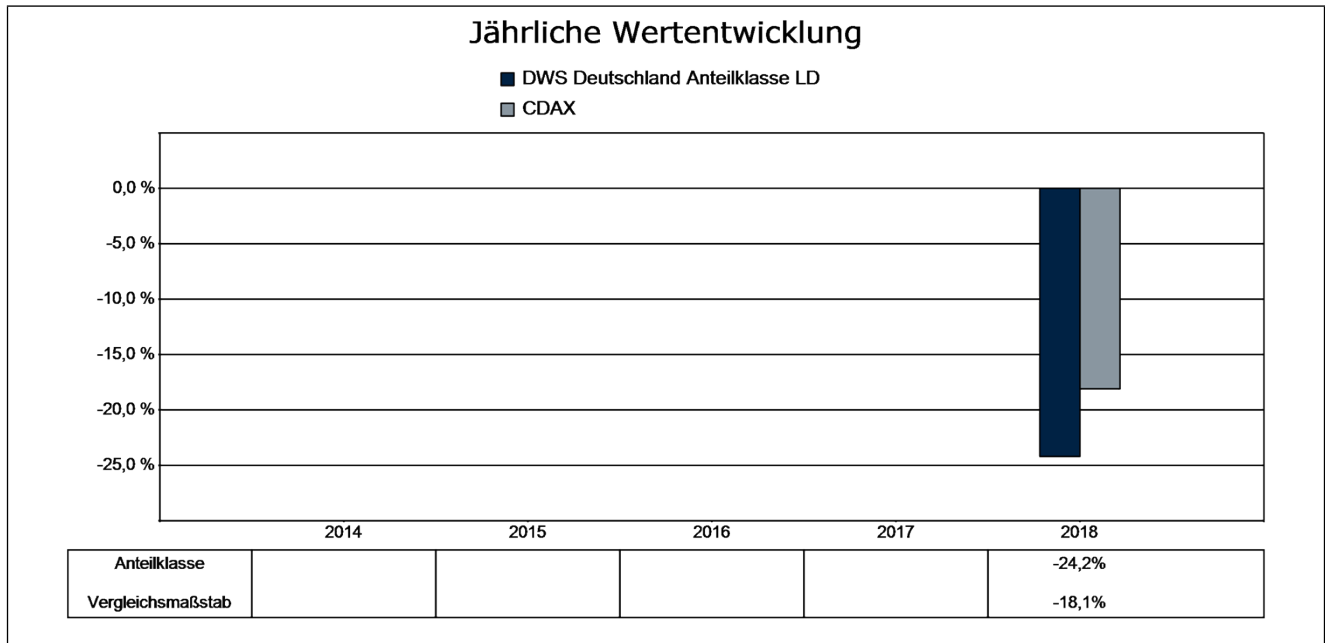 Jährliche Wertentwicklung
DWS Deutschland Anteilklasse LD
CDAX
0,0 %
-5,0 %
-10,0 %
-15,0 %
-20,0 %
-25,0 %
2014 2015 2016 2017 2018
Anteilklasse -24,2%
Vergleichsmaßstab -18,1%